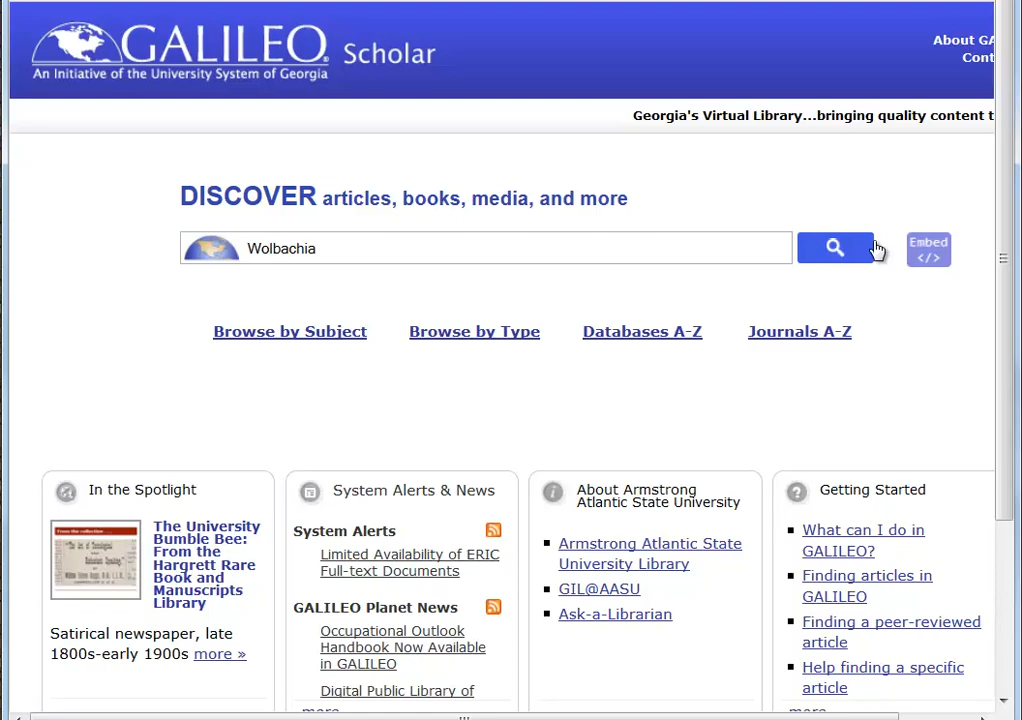 GALILEO® Scholar
An Initiative of the University System of Georgia
About GA
Cont
Georgia's Virtual Library...bringing quality content t
DISCOVER articles, books, media, and more
Wolbachia
Embed
</>
Browse by Subject
Browse by Type
Databases A-Z
Journals A-Z
In the Spotlight
From the collection
The University
Bumble Bee:
From the
Hargrett Rare
Book and
Manuscripts
Library
Satirical newspaper, late
1800s-early 1900s more »
System Alerts & News
System Alerts
Limited Availability of ERIC
Full-text Documents
GALILEO Planet News
Occupational Outlook
Handbook Now Available
in GALILEO
Digital Public Library of
more
About Armstrong
Atlantic State University
Armstrong Atlantic State
University Library
GIL@AASU
Ask-a-Librarian
Getting Started
What can I do in
GALILEO?
Finding articles in
GALILEO
Finding a peer-reviewed
article
Help finding a specific
article
more